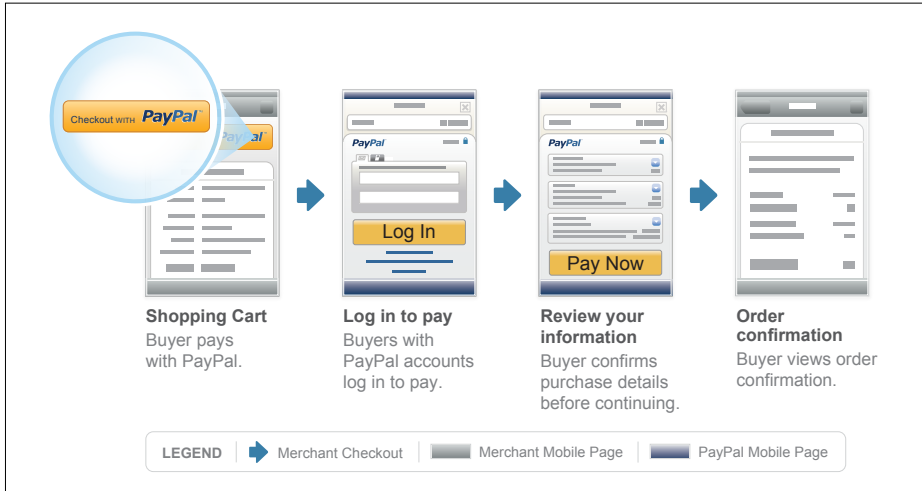 Checkout WITH PayPal™
PayPal™
PayPal
Log In
PayPal
Pay Now
Shopping Cart
Buyer pays
with PayPal.
Log in to pay
Buyers with
PayPal accounts
log in to pay.
Review your
information
Buyer confirms
purchase details
before continuing.
Order
confirmation
Buyer views order
confirmation.
LEGEND
Merchant Checkout
Merchant Mobile Page
PayPal Mobile Page